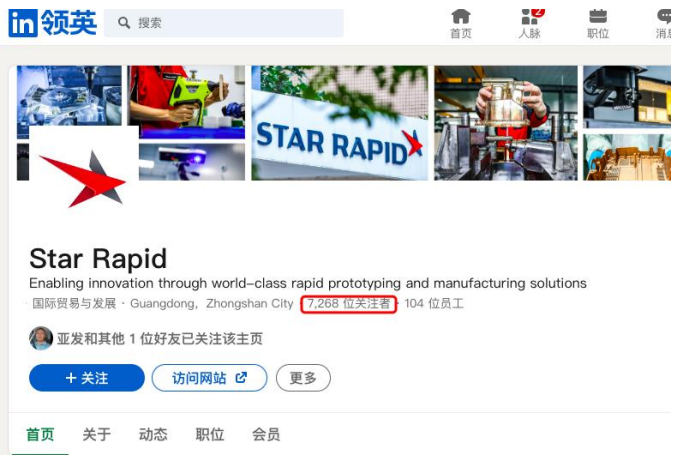 in 领英
搜索
首页
2
人脉
职位
STAR RAPID
Star Rapid
Enabling innovation through world-class rapid prototyping and manufacturing solutions
国际贸易与发展 · Guangdong, Zhongshan City 7,268 位关注者 · 104 位员工
亚发和其他 1 位好友已关注该主页
+ 关注
访问网站
更多
首页 关于 动态 职位 会员